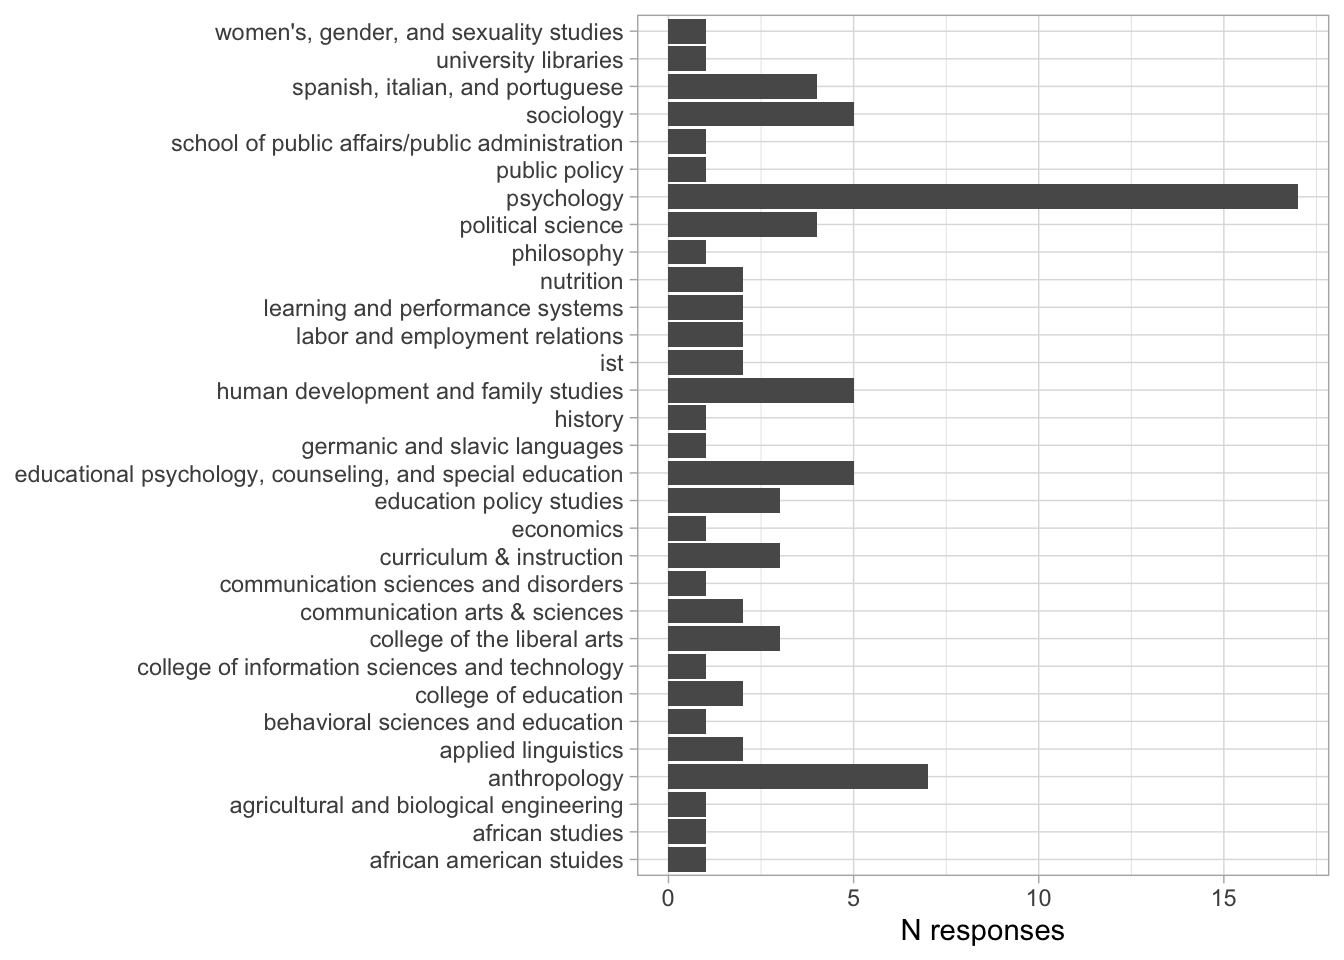 women's, gender, and sexuality studies
university libraries
spanish, italian, and portuguese
sociology
school of public affairs/public administration
public policy
psychology
political science
philosophy
nutrition
learning and performance systems
labor and employment relations
ist
human development and family studies
history
germanic and slavic languages
educational psychology, counseling, and special education
education policy studies
economics
curriculum & instruction
communication sciences and disorders
communication arts & sciences
college of the liberal arts
college of information sciences and technology
college of education
behavioral sciences and education
applied linguistics
anthropology
agricultural and biological engineering
african studies
african american stuides
0 5 10 15
N responses